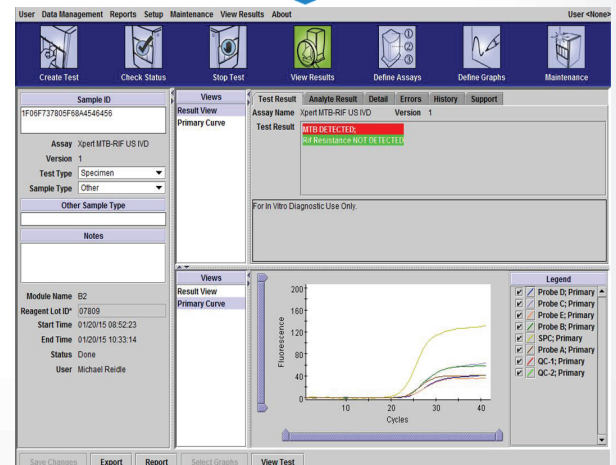 User Data Management Reports Setup Maintenance View Results About User <None>
Create Test Check Status Stop Test View Results Define Assays Define Graphs Maintenance
Sample ID
1F06F737805F68A4546456
Assay Xpert MTB-RIF US IVD
Version 1
Test Type Specimen
Sample Type Other
Other Sample Type
Notes
Module Name B2
Reagent Lot ID* 07809
Start Time 01/20/15 08:52:23
End Time 01/20/15 10:33:14
Status Done
User Michael Reidle
Views
Result View
Primary Curve
Test Result Analyte Result Detail Errors History Support
Assay Name Xpert MTB-RIF US IVD Version 1
Test Result MTB DETECTED;
Rif Resistance NOT DETECTED
For In Vitro Diagnostic Use Only.
Views
Result View
Primary Curve
Fluorescence
200
160
120
80
40
0
10 20 30 40
Cycles
Legend
Probe D; Primary
Probe C; Primary
Probe E; Primary
Probe B; Primary
SPC; Primary
Probe A; Primary
QC-1; Primary
QC-2; Primary
Save Changes Export Report Select Graphs View Test